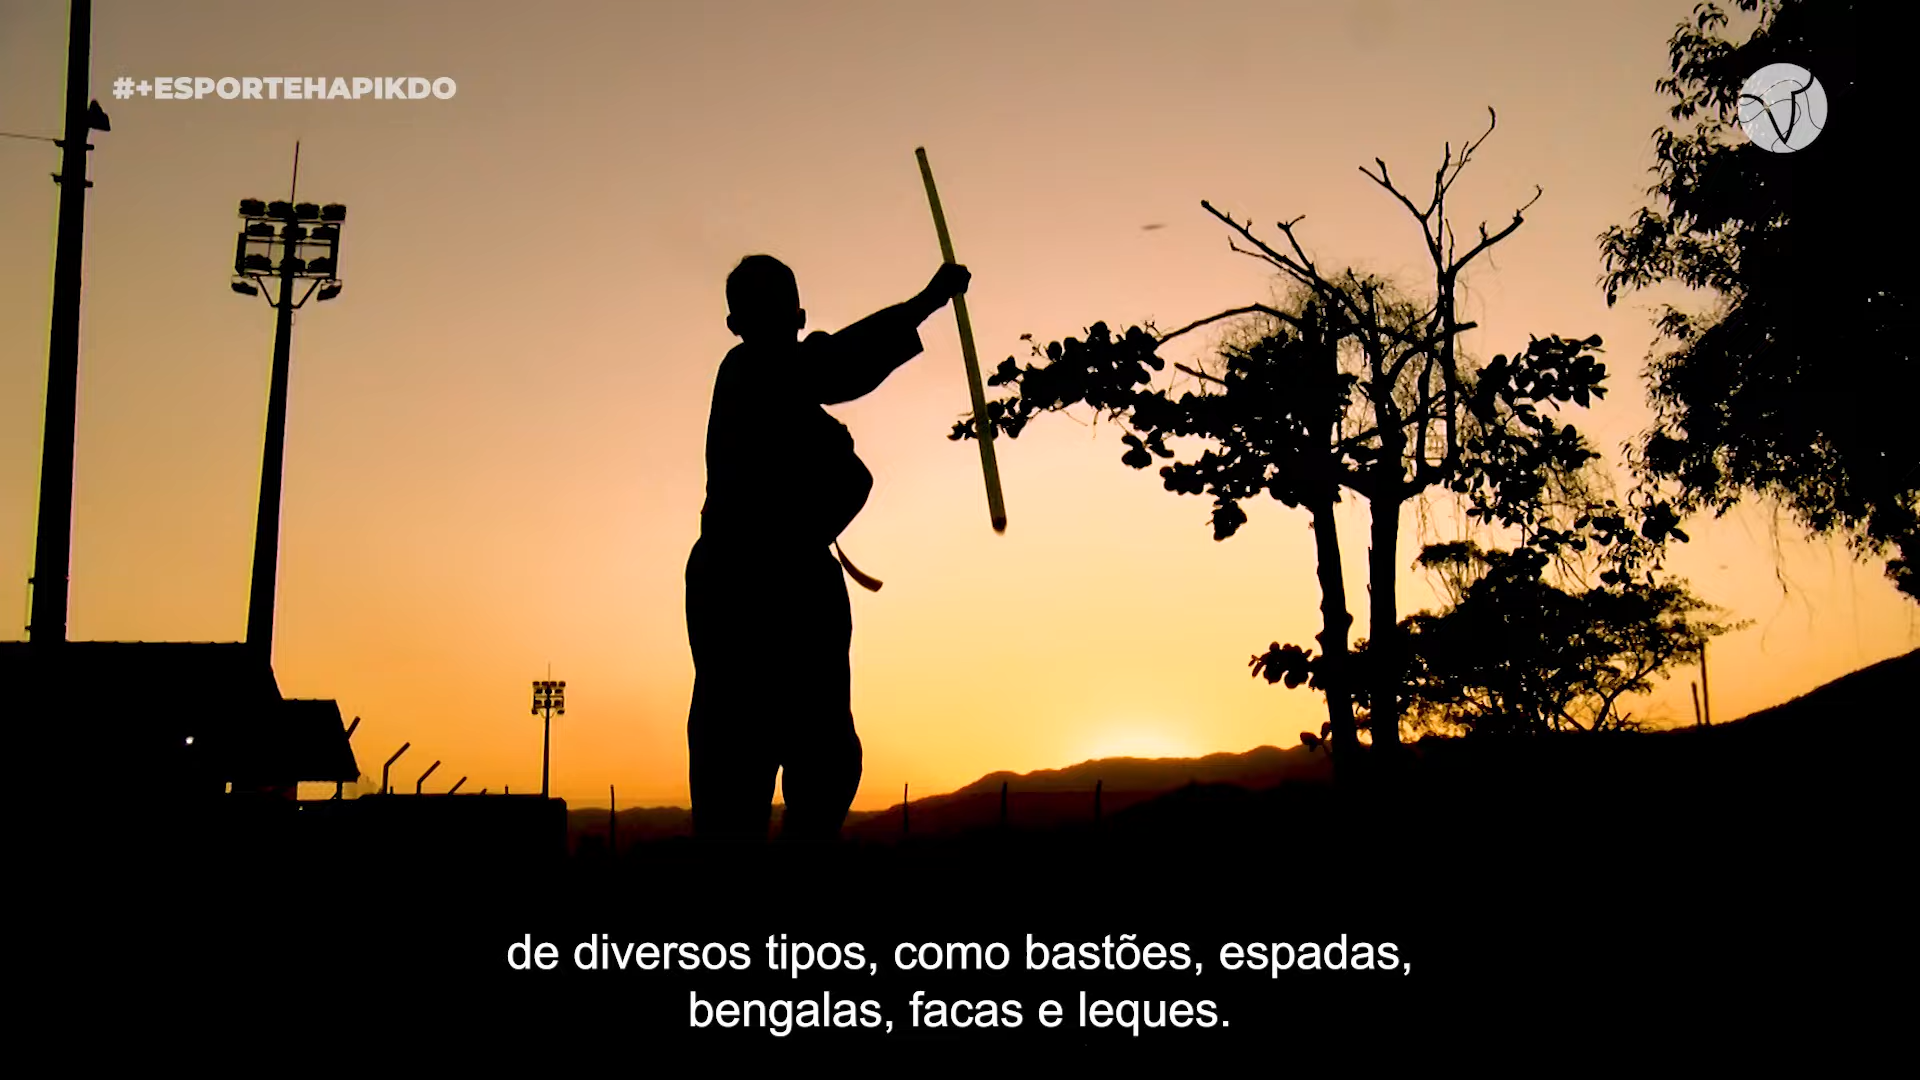 #+ESPORTEHAPIKDO
de diversos tipos, como bastões, espadas,
bengalas, facas e leques.